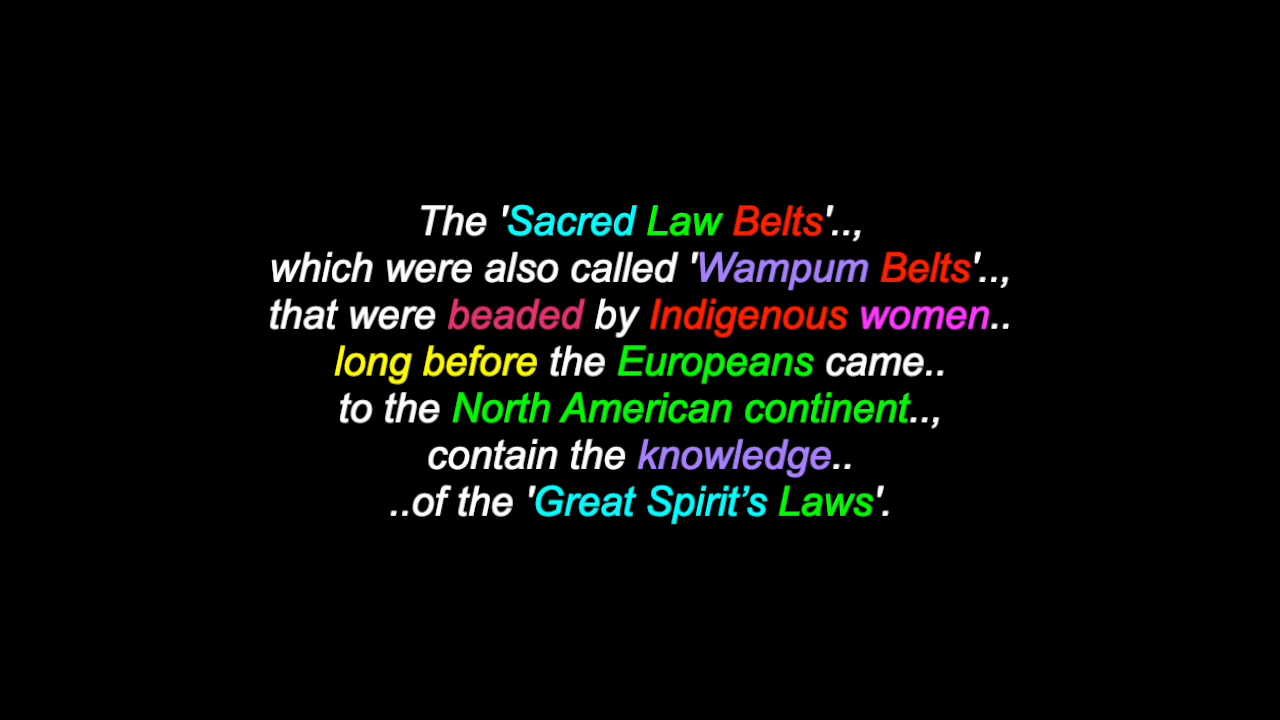 The 'Sacred Law Belts'..,
which were also called 'Wampum Belts'..,
that were beaded by Indigenous women..
long before the Europeans came..
to the North American continent..,
contain the knowledge..
..of the 'Great Spirit’s Laws'.